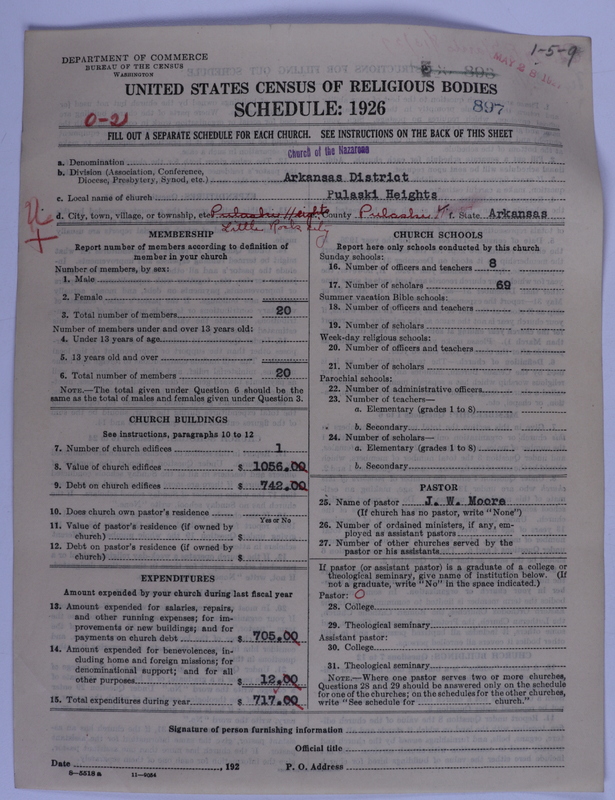 1-5-9
DEPARTMENT OF COMMERCE
BUREAU OF THE CENSUS
WASHINGTON
898
MAY 28
UNITED STATES CENSUS OF RELIGIOUS BODIES
SCHEDULE: 1926
897
0-21
FILL OUT A SEPARATE SCHEDULE FOR EACH CHURCH. SEE INSTRUCTIONS ON THE BACK OF THIS SHEET
a. Denomination Church of the Nazarene
b. Division (Association, Conference,
Diocese, Presbytery, Synod, etc.) Arkansas District
c. Local name of church Pulaski Heights
d. City, town, village, or township, etc. Pulaski Heights County Pulaski State Arkansas
Little Rock City
MEMBERSHIP
Report number of members according to definition of
member in your church
Number of members, by sex:
1. Male
2. Female
3. Total number of members 20
Number of members under and over 13 years old:
4. Under 13 years of age
5. 13 years old and over
6. Total number of members 20
NOTE.—The total given under Question 6 should be the
same as the total of males and females given under Question 3.
CHURCH BUILDINGS
See instructions, paragraphs 10 to 12
7. Number of church edifices 1
8. Value of church edifices $ 1056.00
9. Debt on church edifices $ 742.00
10. Does church own pastor's residence
Yes or No
11. Value of pastor's residence (if owned by
church) $
12. Debt on pastor's residence (if owned by
church) $
EXPENDITURES
Amount expended by your church during last fiscal year
13. Amount expended for salaries, repairs,
and other running expenses; for im-
provements or new buildings; and for
payments on church debt $ 705.00
14. Amount expended for benevolences, in-
cluding home and foreign missions; for
denominational support; and for all
other purposes $ 12.00
15. Total expenditures during year $ 717.00
CHURCH SCHOOLS
Report here only schools conducted by this church
Sunday schools:
16. Number of officers and teachers 8
17. Number of scholars 69
Summer vacation Bible schools:
18. Number of officers and teachers
19. Number of scholars
Week-day religious schools:
20. Number of officers and teachers
21. Number of scholars
Parochial schools:
22. Number of administrative officers
23. Number of teachers—
a. Elementary (grades 1 to 8)
b. Secondary
24. Number of scholars—
a. Elementary (grades 1 to 8)
b. Secondary
PASTOR
25. Name of pastor J. W. Moore
(If church has no pastor, write "None")
26. Number of ordained ministers, if any, em-
ployed as assistant pastors
27. Number of other churches served by the
pastor or his assistants
If pastor (or assistant pastor) is a graduate of a college or
theological seminary, give name of institution below. (If
not a graduate, write "No" in the space indicated.)
Pastor: O
28. College
29. Theological seminary
Assistant pastor:
30. College
31. Theological seminary
NOTE.—Where one pastor serves two or more churches,
Questions 28 and 29 should be answered only on the schedule
for one of the churches; on the schedules for the other churches,
write "See schedule for church."
Signature of person furnishing information
Official title
Date , 192 P. O. Address
8-5518 a 11-9084